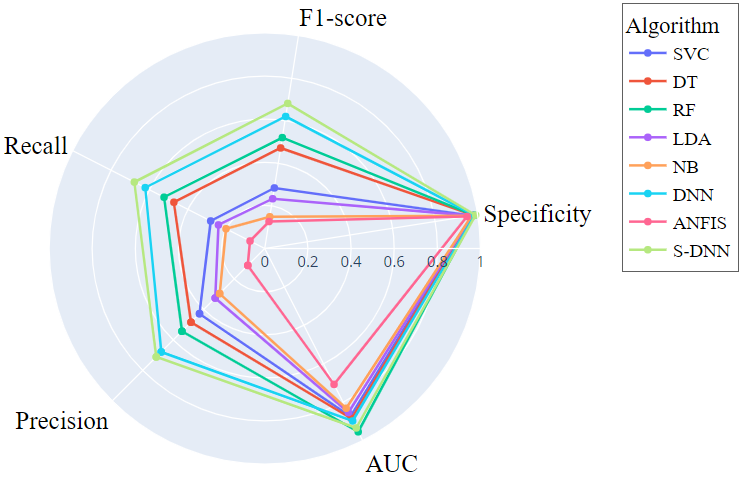 F1-score
Algorithm
SVC
DT
RF
LDA
NB
DNN
ANFIS
S-DNN
Recall
Specificity
0 0.2 0.4 0.6 0.8 1
Precision
AUC